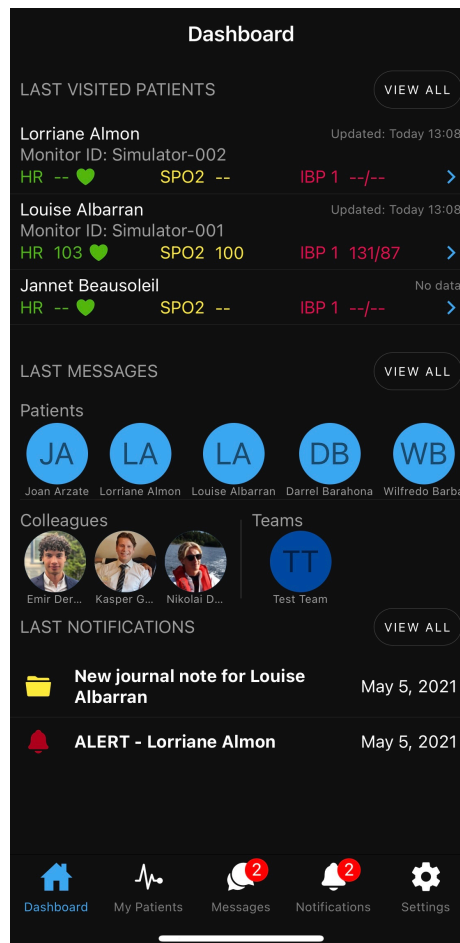 Dashboard
LAST VISITED PATIENTS
VIEW ALL
Lorriane Almon
Updated: Today 13:08
Monitor ID: Simulator-002
HR -- SPO2 -- IBP 1 --/--
Louise Albarran
Updated: Today 13:08
Monitor ID: Simulator-001
HR 103 SPO2 100 IBP 1 131/87
Jannet Beausoleil
No data
HR -- SPO2 -- IBP 1 --/--
LAST MESSAGES
VIEW ALL
Patients
JA LA LA DB WB
Joan Arzate Lorriane Almon Louise Albarran Darrel Barahona Wilfredo Barba
Colleagues
Teams
TT
Emir Der... Kasper G... Nikolai D... Test Team
LAST NOTIFICATIONS
VIEW ALL
New journal note for Louise
Albarran
May 5, 2021
ALERT - Lorriane Almon
May 5, 2021
2 2
Dashboard My Patients Messages Notifications Settings